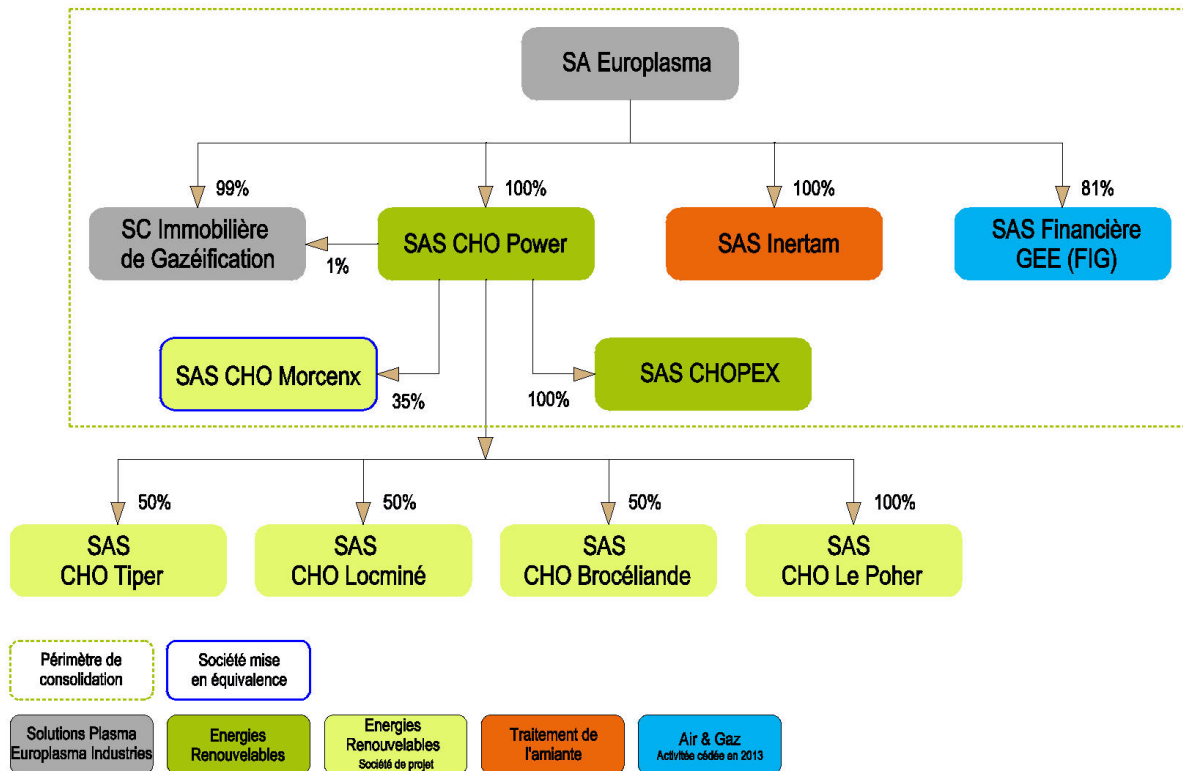 SA Europlasma
99%
100%
100%
81%
SC Immobilière
de Gazéification
1%
SAS CHO Power
SAS Inertam
SAS Financière
GEE (FIG)
SAS CHO Morcenx
35%
100%
SAS CHOPEX
50%
50%
50%
100%
SAS
CHO Tiper
SAS
CHO Locminé
SAS
CHO Brocéliande
SAS
CHO Le Poher
Périmètre de
consolidation
Société mise
en équivalence
Solutions Plasma
Europlasma Industries
Energies
Renouvelables
Energies
Renouvelables
Société de projet
Traitement de
l'amiante
Air & Gaz
Activitée cédée en 2013